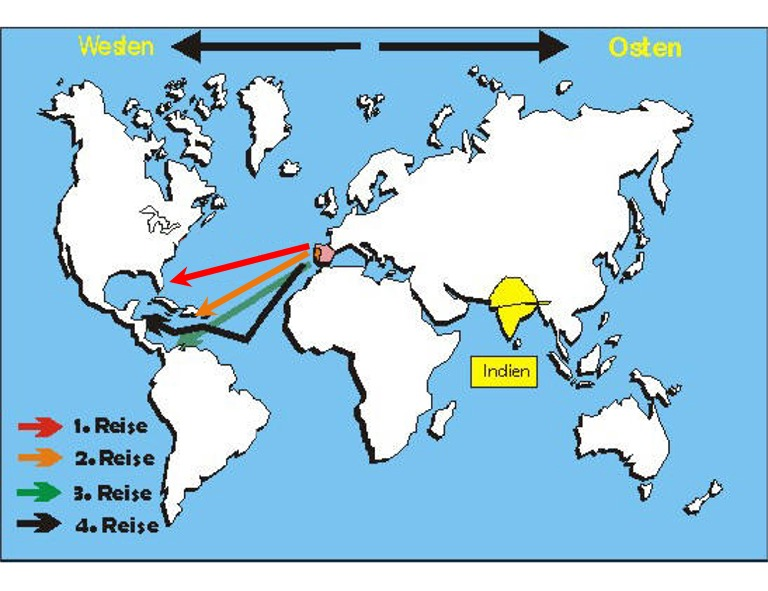 Westen
Osten
Indien
1. Reise
2. Reise
3. Reise
4. Reise